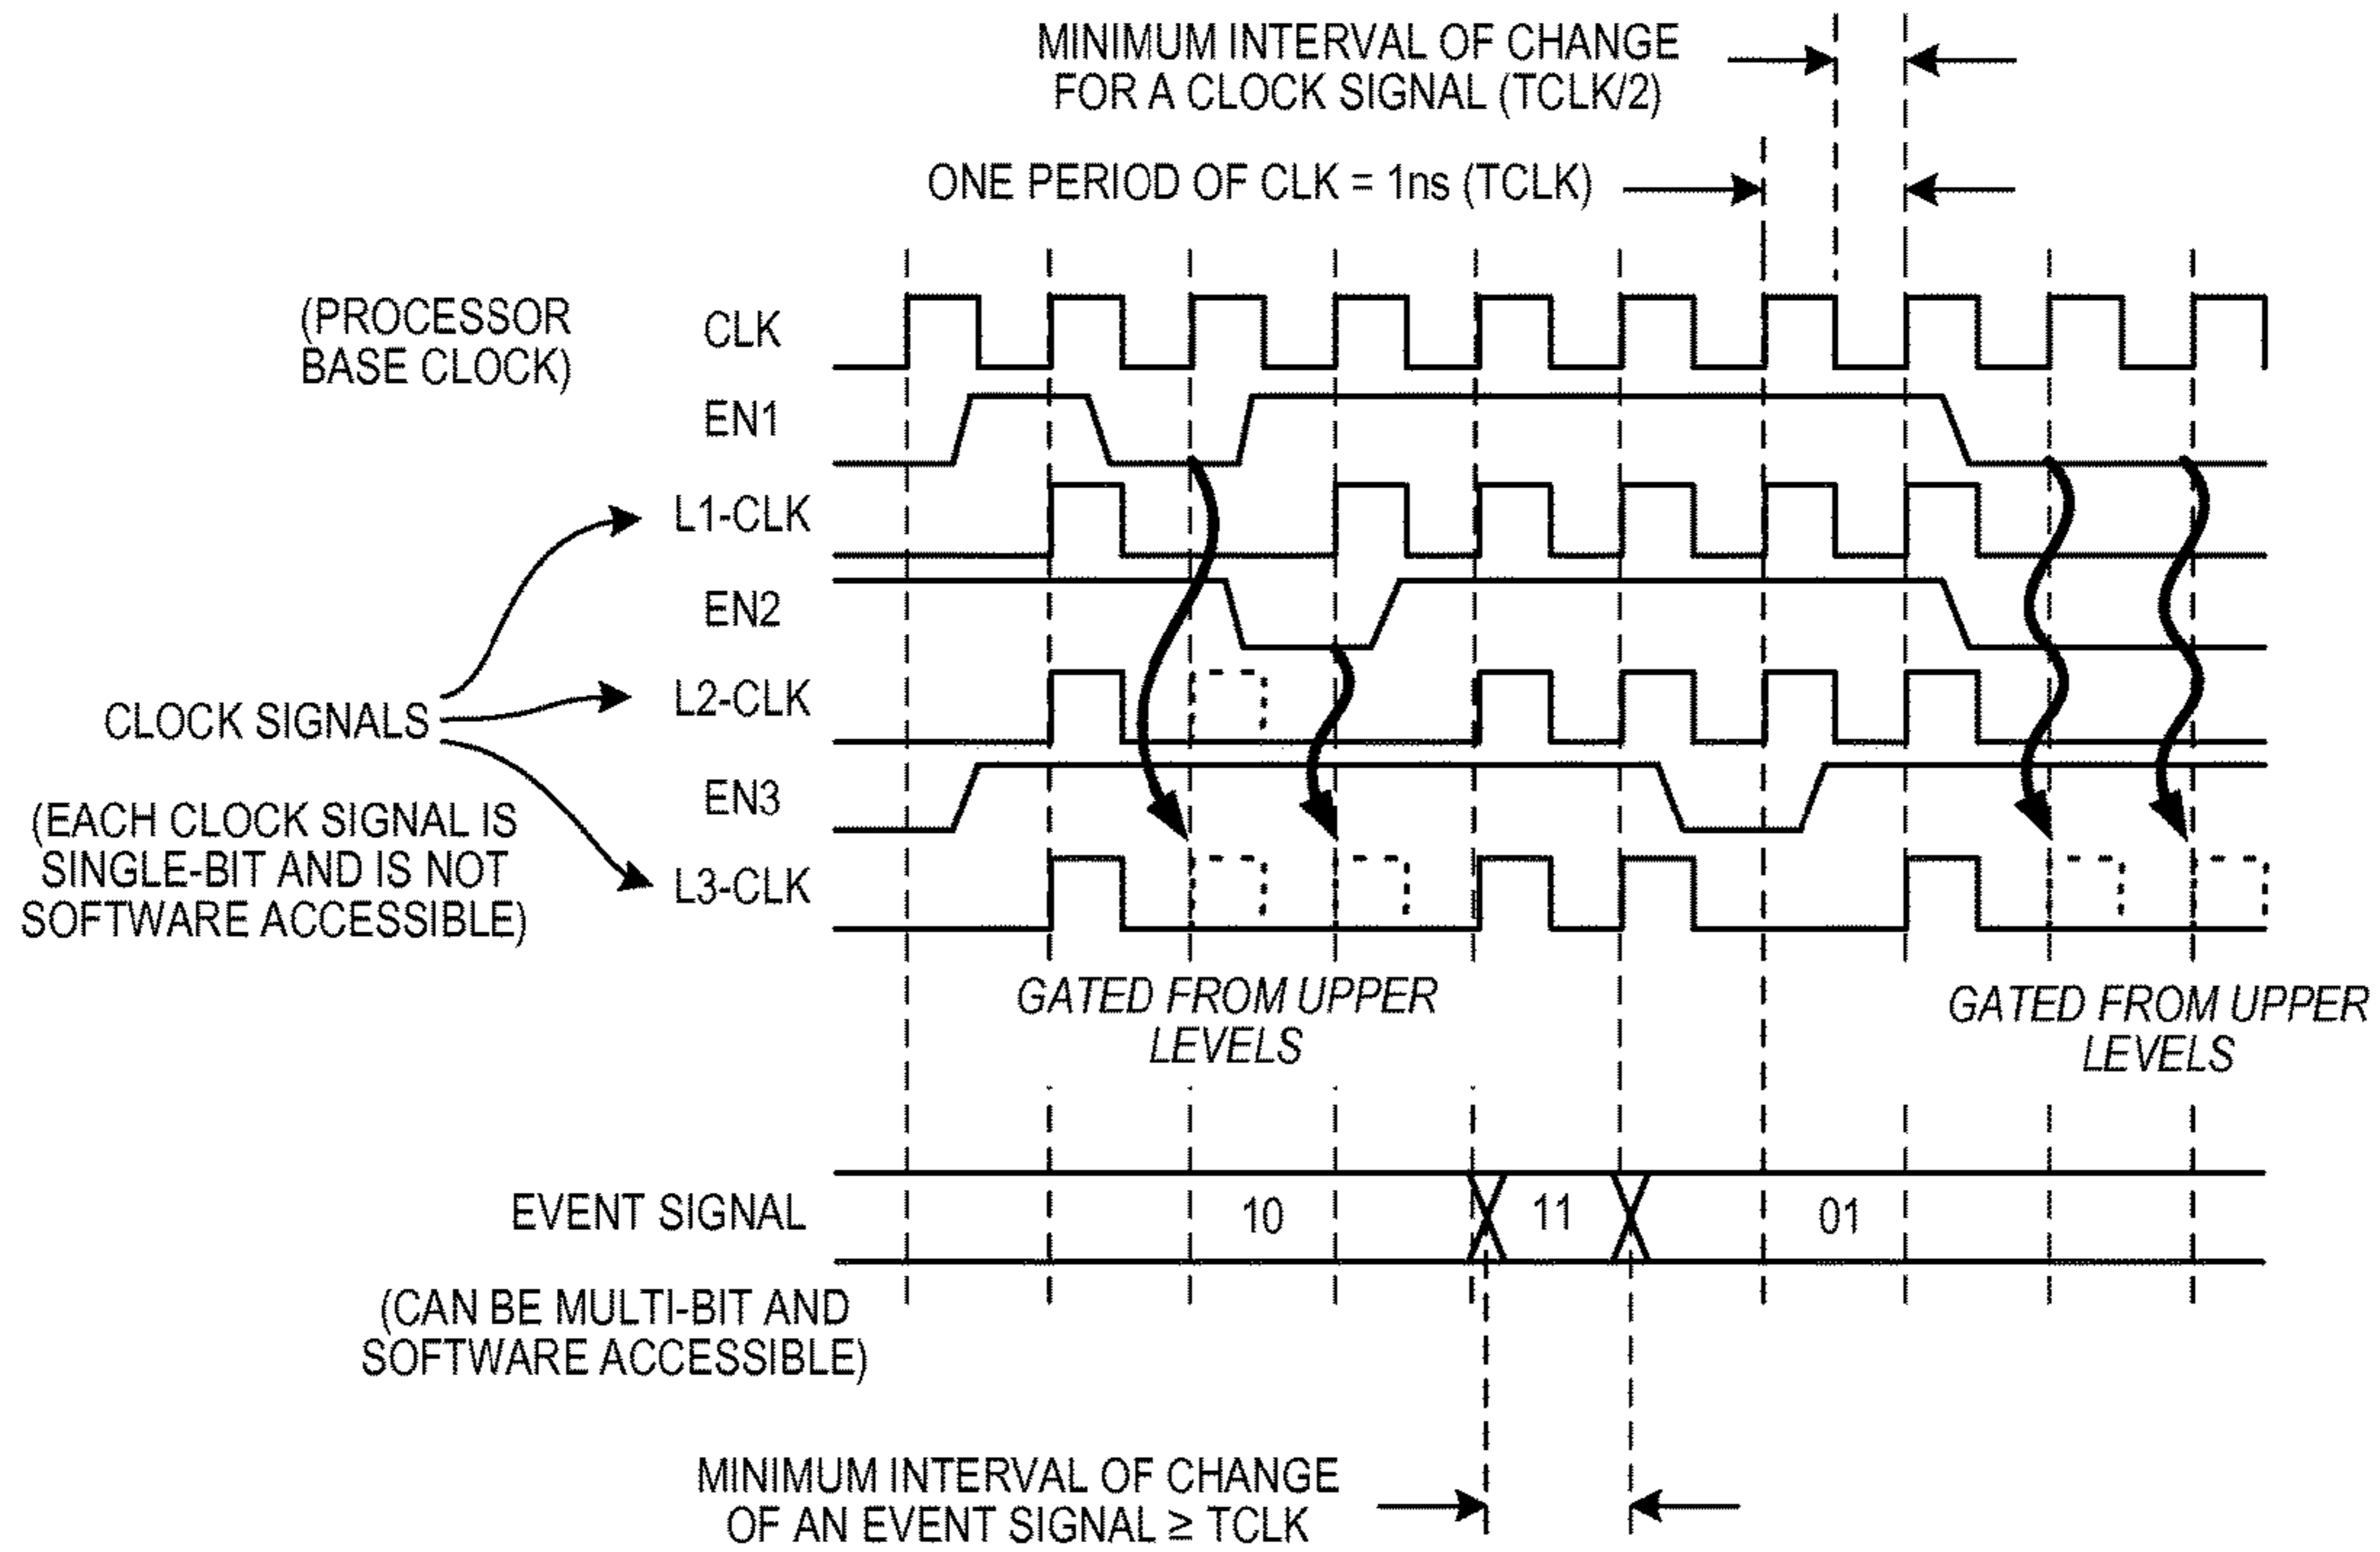 MINIMUM INTERVAL OF CHANGE
FOR A CLOCK SIGNAL (TCLK/2)
ONE PERIOD OF CLK = 1ns (TCLK)
(PROCESSOR
BASE CLOCK)
CLK
EN1
L1-CLK
EN2
L2-CLK
CLOCK SIGNALS
EN3
(EACH CLOCK SIGNAL IS
SINGLE-BIT AND IS NOT
SOFTWARE ACCESSIBLE)
L3-CLK
GATED FROM UPPER
LEVELS
GATED FROM UPPER
LEVELS
EVENT SIGNAL
10
11
01
(CAN BE MULTI-BIT AND
SOFTWARE ACCESSIBLE)
MINIMUM INTERVAL OF CHANGE
OF AN EVENT SIGNAL ≥ TCLK